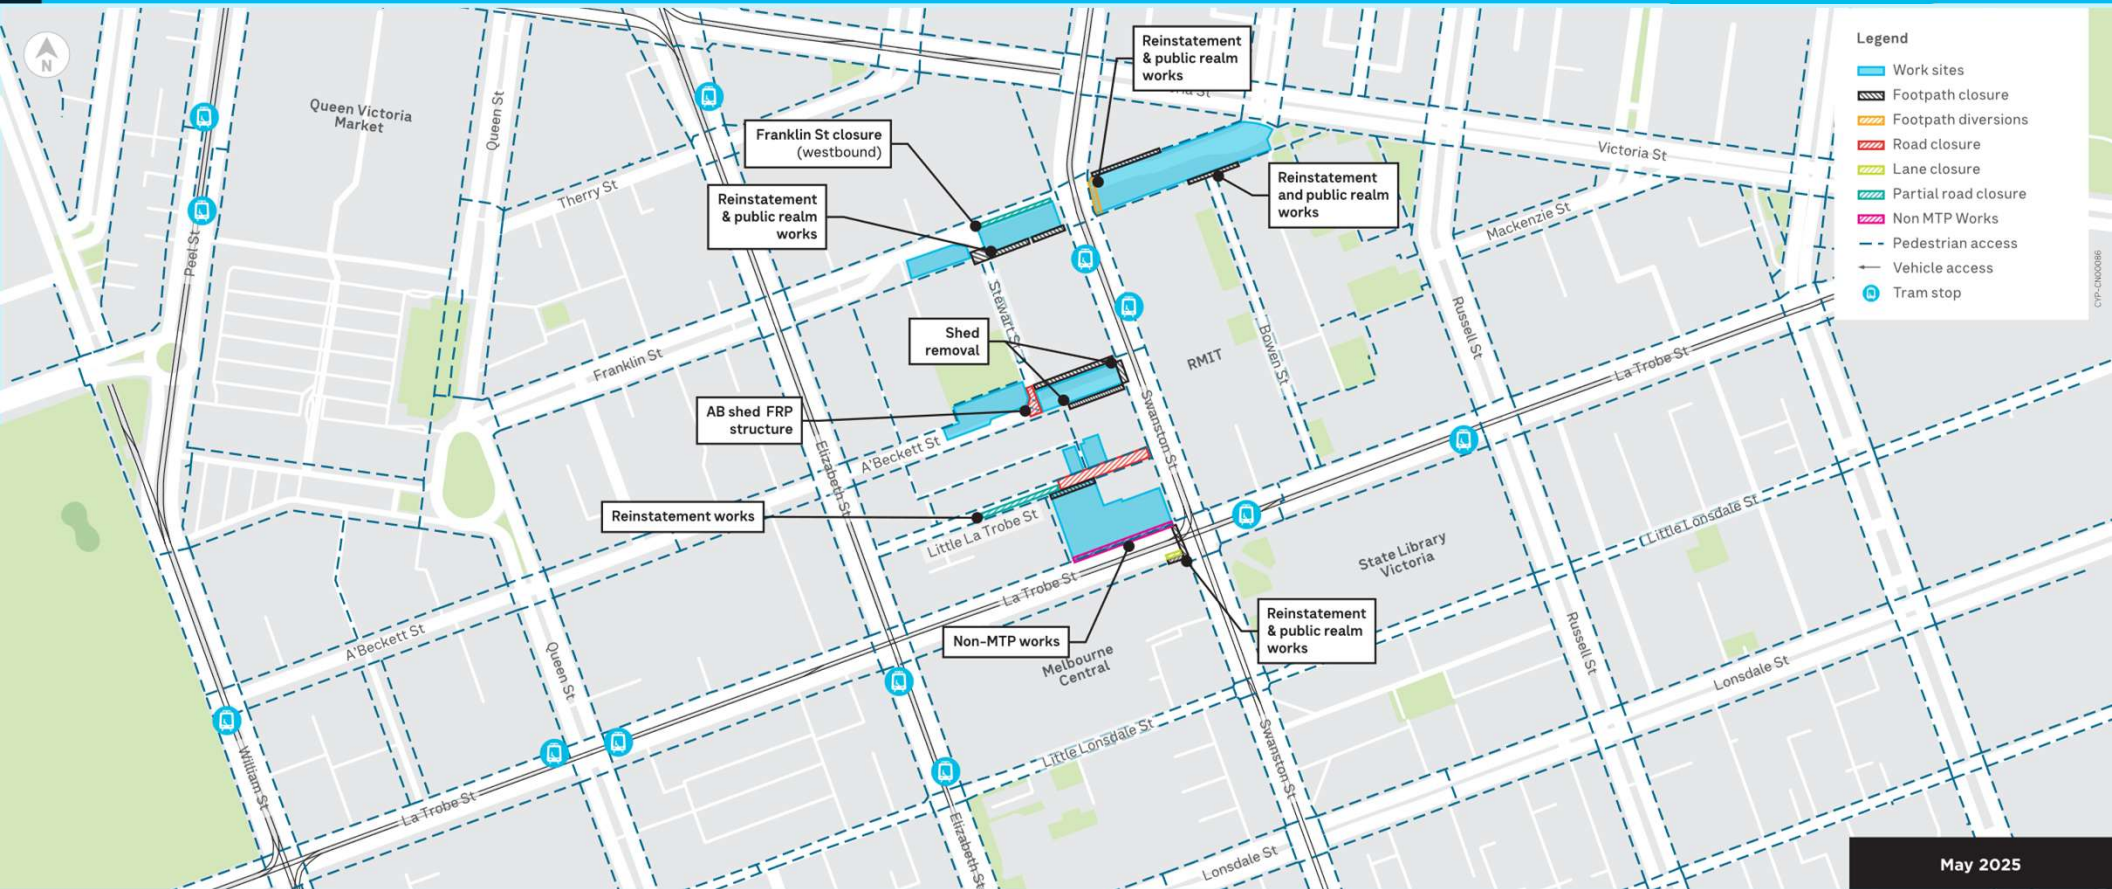 N
Queen Victoria
Market
Peel St
Queen St
Therry St
Franklin St closure
(westbound)
Reinstatement
& public realm
works
Reinstatement
& public realm
works
Reinstatement
and public realm
works
Victoria St
Mackenzie St
Stewart St
Shed
removal
RMIT
Bowen St
Russell St
La Trobe St
Franklin St
AB shed FRP
structure
A'Beckett St
Elizabeth St
Swanston St
Reinstatement works
Little La Trobe St
La Trobe St
State Library
Victoria
Little Lonsdale St
Non-MTP works
Reinstatement
& public realm
works
Melbourne
Central
A'Beckett St
Queen St
Russell St
Lonsdale St
Little Lonsdale St
Swanston St
William St
La Trobe St
Elizabeth St
Lonsdale St
Legend
Work sites
Footpath closure
Footpath diversions
Road closure
Lane closure
Partial road closure
Non MTP Works
Pedestrian access
Vehicle access
Tram stop
CYP-CN00086
May 2025